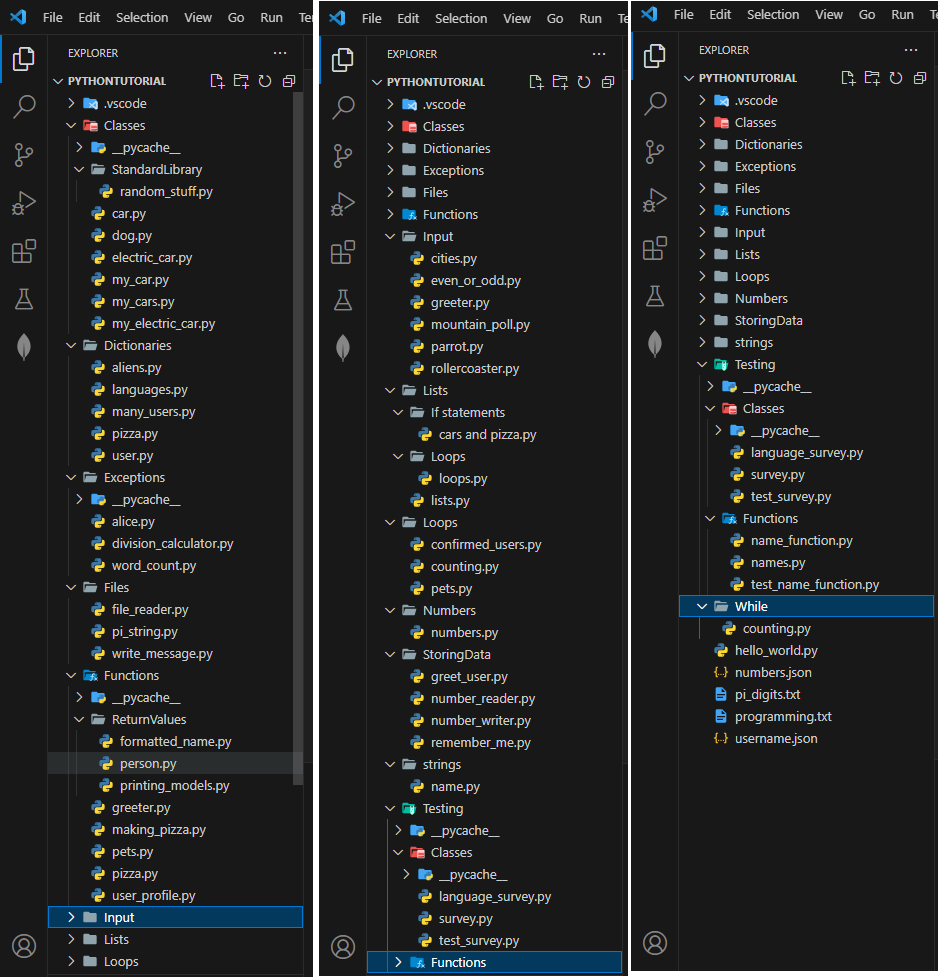 File Edit Selection View Go Run Ter
EXPLORER
PYTHONTUTORIAL
.vscode
Classes
__pycache__
StandardLibrary
random_stuff.py
car.py
dog.py
electric_car.py
my_car.py
my_cars.py
my_electric_car.py
Dictionaries
aliens.py
languages.py
many_users.py
pizza.py
user.py
Exceptions
__pycache__
alice.py
division_calculator.py
word_count.py
Files
file_reader.py
pi_string.py
write_message.py
Functions
__pycache__
ReturnValues
formatted_name.py
person.py
printing_models.py
greeter.py
making_pizza.py
pets.py
pizza.py
user_profile.py
Input
Lists
Loops
File Edit Selection View Go Run Te
EXPLORER
PYTHONTUTORIAL
.vscode
Classes
Dictionaries
Exceptions
Files
Functions
Input
cities.py
even_or_odd.py
greeter.py
mountain_poll.py
parrot.py
rollercoaster.py
Lists
If statements
cars and pizza.py
Loops
loops.py
lists.py
Loops
confirmed_users.py
counting.py
pets.py
Numbers
numbers.py
StoringData
greet_user.py
number_reader.py
number_writer.py
remember_me.py
strings
name.py
Testing
__pycache__
Classes
__pycache__
language_survey.py
survey.py
test_survey.py
Functions
File Edit Selection View Go Run T
EXPLORER
PYTHONTUTORIAL
.vscode
Classes
Dictionaries
Exceptions
Files
Functions
Input
Lists
Loops
Numbers
StoringData
strings
Testing
__pycache__
Classes
__pycache__
language_survey.py
survey.py
test_survey.py
Functions
name_function.py
names.py
test_name_function.py
While
counting.py
hello_world.py
numbers.json
pi_digits.txt
programming.txt
username.json